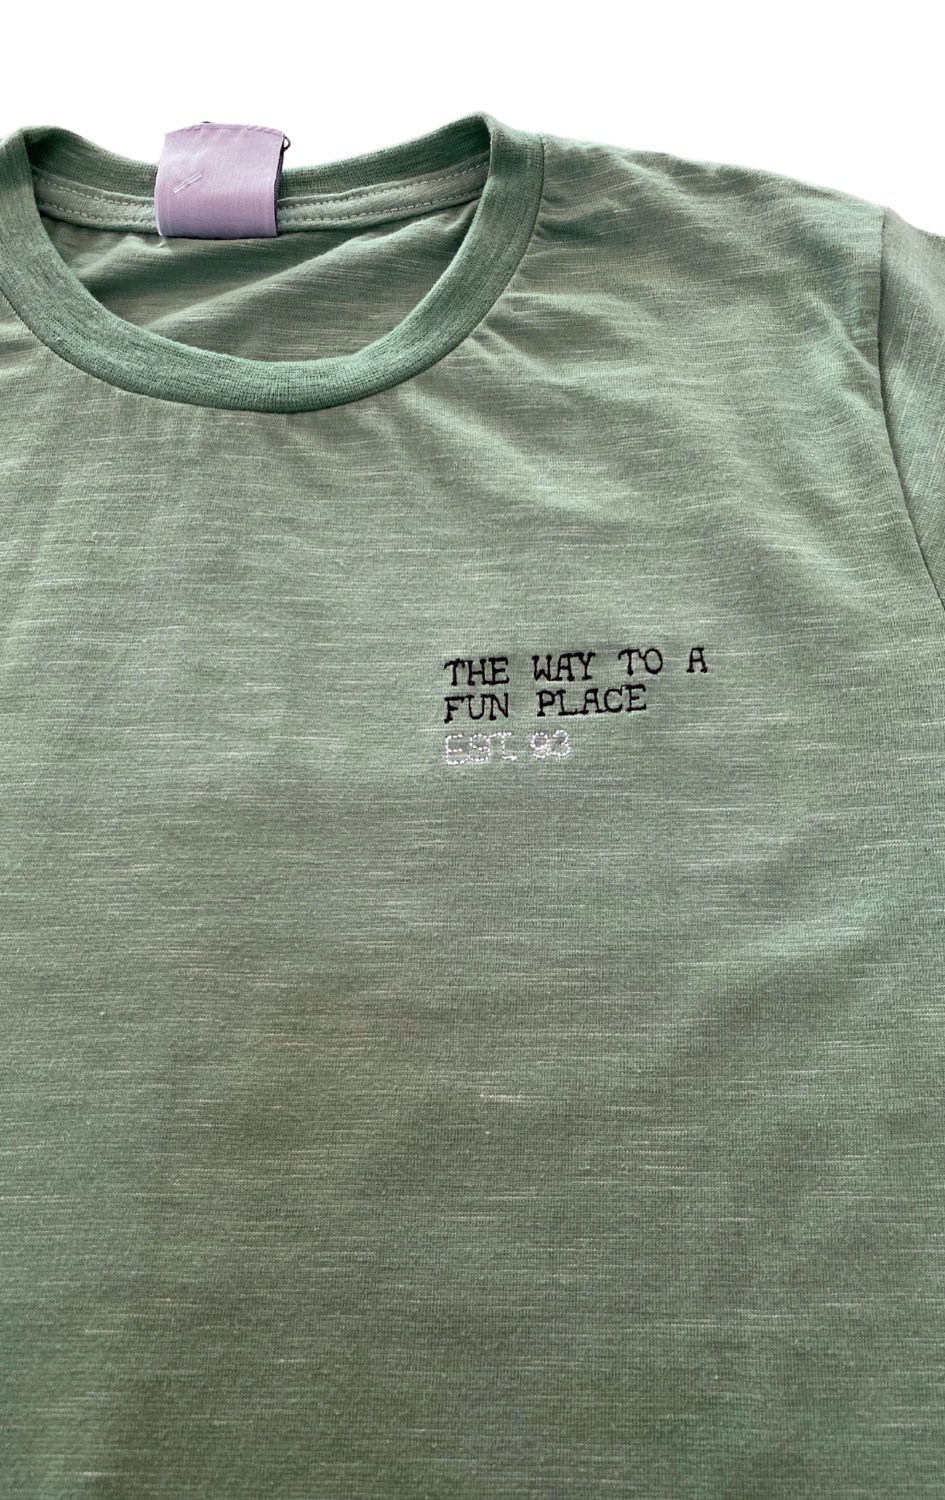 THE WAY TO A
FUN PLACE
EST. 93